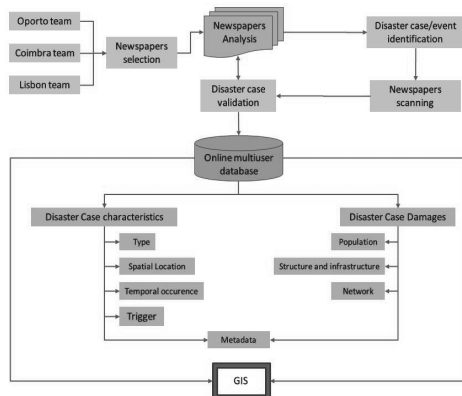 Oporto team
Coimbra team
Lisbon team
Newspapers
selection
Newspapers
Analysis
Disaster case/event
identification
Newspapers
scanning
Disaster case
validation
Online multiuser
database
Disaster Case characteristics
Type
Spatial Location
Temporal occurence
Trigger
Disaster Case Damages
Population
Structure and infrastructure
Network
Metadata
GIS